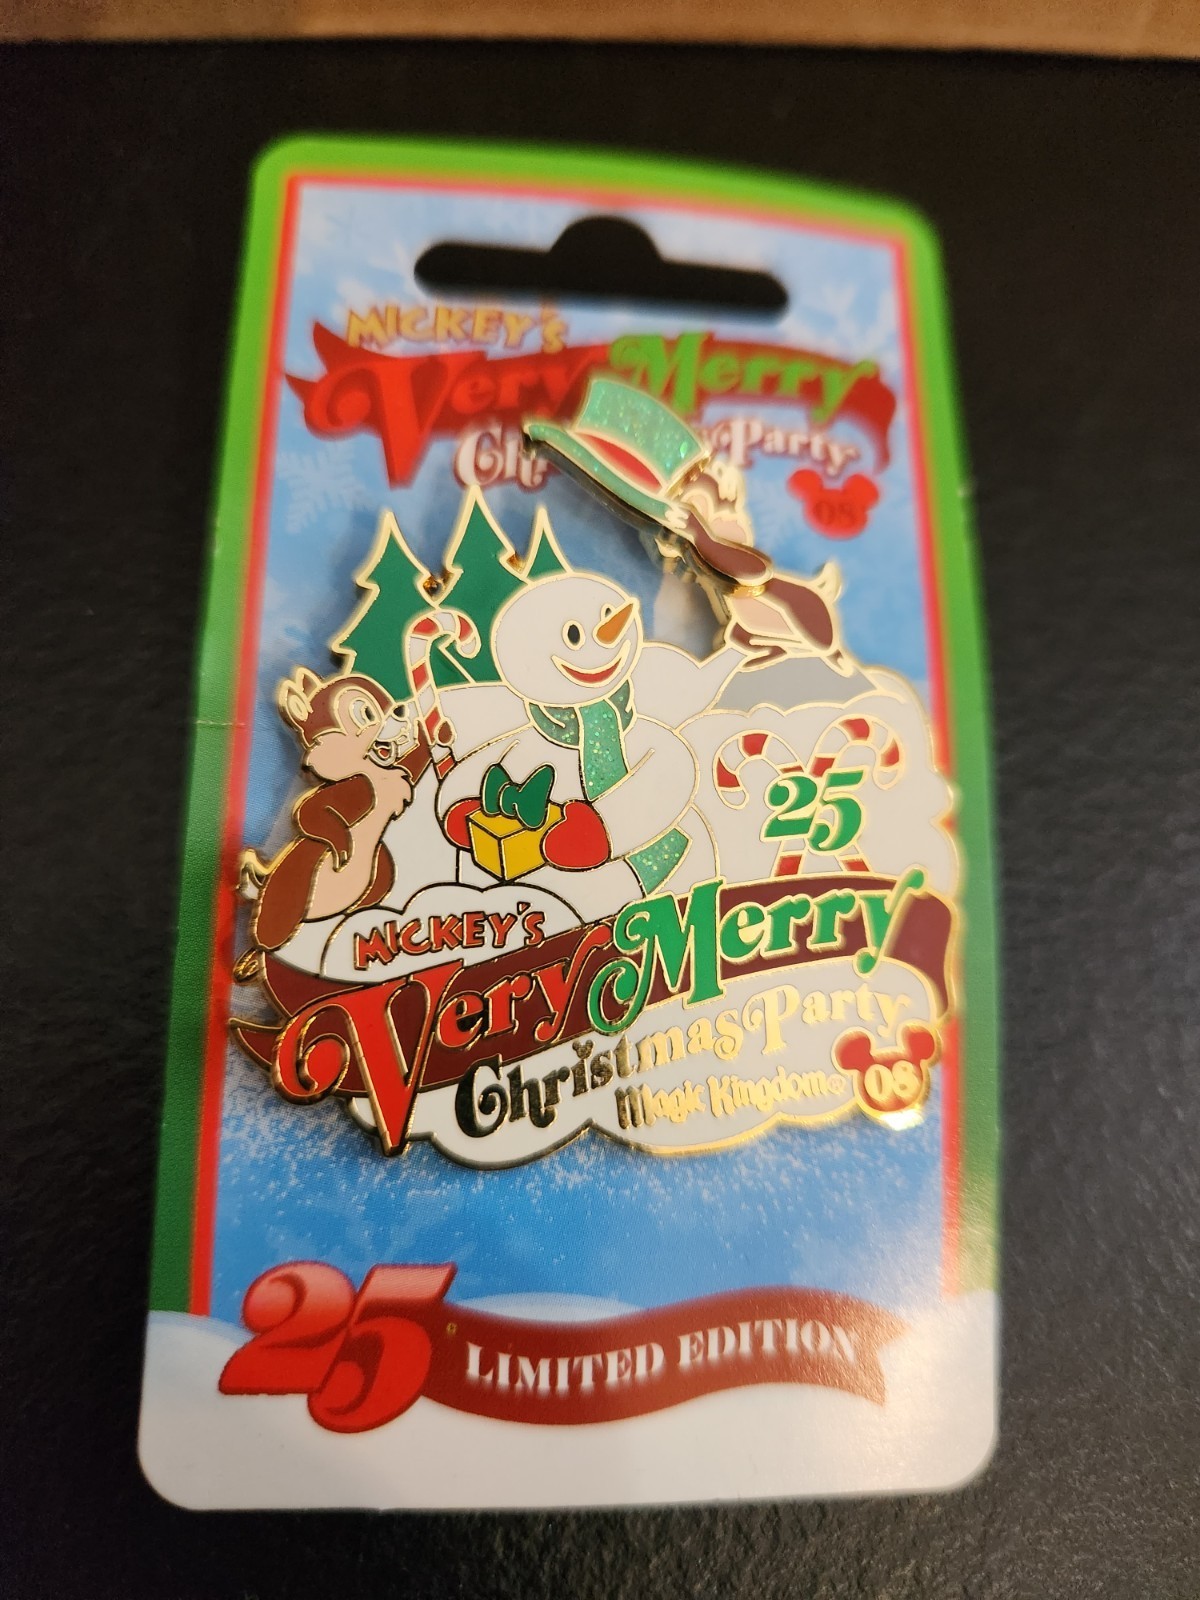 MICKEY'S
Very Merry
Party
08
25
MICKEY'S
Very Merry
Christmas Party
Magic Kingdom®
08
25
LIMITED EDITION